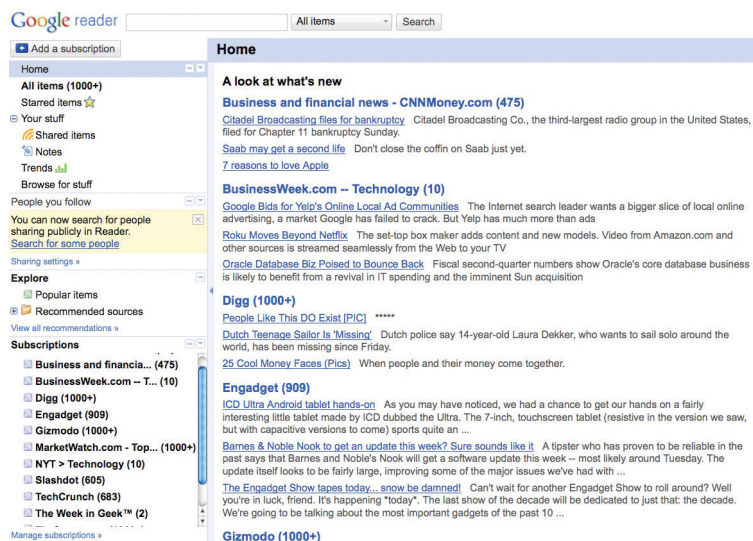 Google reader
All items
Search
Add a subscription
Home
All items (1000+)
Starred items
Your stuff
Shared items
Notes
Trends
Browse for stuff
People you follow
You can now search for people
sharing publicly in Reader.
Search for some people
Sharing settings »
Explore
Popular items
Recommended sources
View all recommendations »
Subscriptions
Business and financia... (475)
BusinessWeek.com -- T... (10)
Digg (1000+)
Engadget (909)
Gizmodo (1000+)
MarketWatch.com - Top... (1000+)
NYT > Technology (10)
Slashdot (605)
TechCrunch (683)
The Week in Geek™ (2)
Manage subscriptions »
Home
A look at what's new
Business and financial news - CNNMoney.com (475)
Citadel Broadcasting files for bankruptcy Citadel Broadcasting Co., the third-largest radio group in the United States,
filed for Chapter 11 bankruptcy Sunday.
Saab may get a second life Don't close the coffin on Saab just yet.
7 reasons to love Apple
BusinessWeek.com -- Technology (10)
Google Bids for Yelp's Online Local Ad Communities The Internet search leader wants a bigger slice of local online
advertising, a market Google has failed to crack. But Yelp has much more than ads
Roku Moves Beyond Netflix The set-top box maker adds content and new models. Video from Amazon.com and
other sources is streamed seamlessly from the Web to your TV
Oracle Database Biz Poised to Bounce Back Fiscal second-quarter numbers show Oracle's core database business
is likely to benefit from a revival in IT spending and the imminent Sun acquisition
Digg (1000+)
People Like This DO Exist [PIC] *****
Dutch Teenage Sailor Is 'Missing' Dutch police say 14-year-old Laura Dekker, who wants to sail solo around the
world, has been missing since Friday.
25 Cool Money Faces (Pics) When people and their money come together.
Engadget (909)
ICD Ultra Android tablet hands-on As you may have noticed, we had a chance to get our hands on a fairly
interesting little tablet made by ICD dubbed the Ultra. The 7-inch, touchscreen tablet (resistive in the version we saw,
but with capacitive versions to come) sports quite an ...
Barnes & Noble Nook to get an update this week? Sure sounds like it A tipster who has proven to be reliable in the
past says that Barnes and Noble's Nook will get a software update this week -- most likely around Tuesday. The
update itself looks to be fairly large, improving some of the major issues we've had with ...
The Engadget Show tapes today... snow be damned! Can't wait for another Engadget Show to roll around? Well
you're in luck, friend. It's happening *today*. The last show of the decade will be dedicated to just that: the decade.
We're going to be talking about the most important gadgets of the past 10 ...
Gizmodo (1000+)